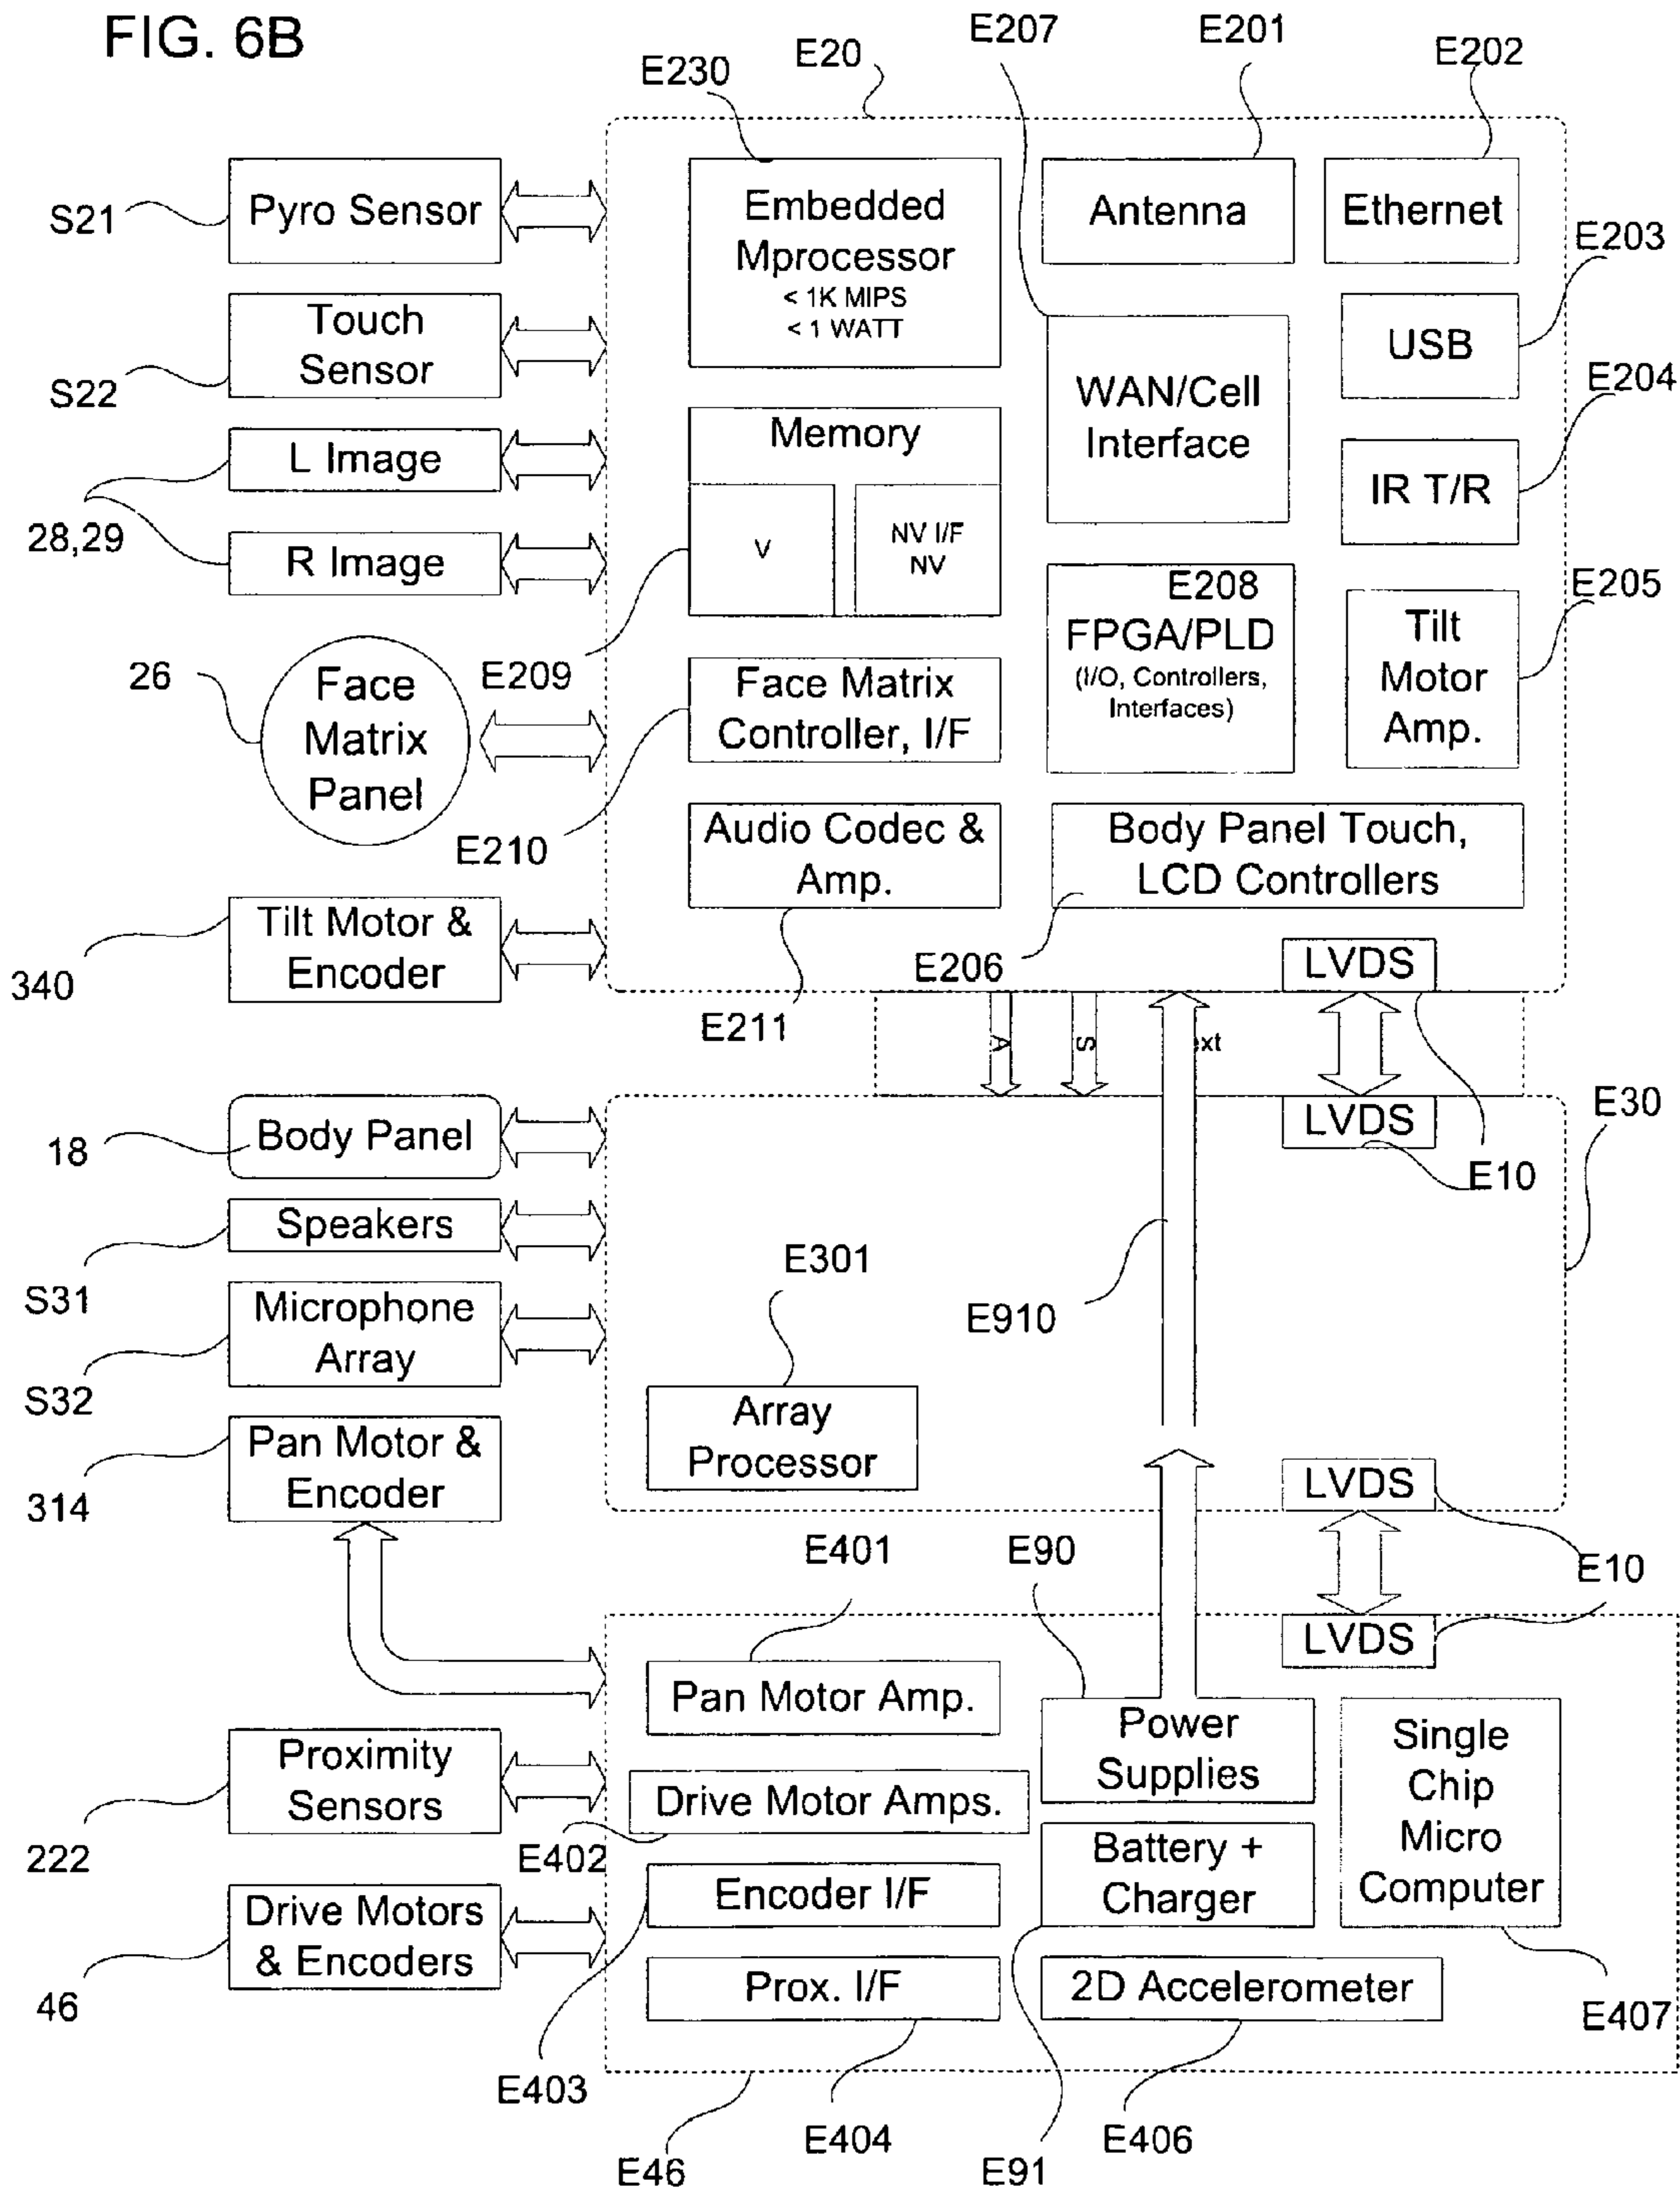 FIG. 6B
E207
E201
E20
E202
E230
S21
Pyro Sensor
Embedded
Mprocessor
< 1K MIPS
< 1 WATT
Antenna
Ethernet
E203
Touch
Sensor
S22
USB
WAN/Cell
Interface
E204
L Image
Memory
IR T/R
28,29
R Image
V
NV I/F
NV
E208
FPGA/PLD
(I/O, Controllers,
Interfaces)
E205
Tilt
Motor
Amp.
26
Face
Matrix
Panel
E209
Face Matrix
Controller, I/F
E210
Audio Codec &
Amp.
Body Panel Touch,
LCD Controllers
Tilt Motor &
Encoder
340
E206
LVDS
E211
A
S
ext
LVDS
E30
18
Body Panel
E10
Speakers
S31
E301
E910
Microphone
Array
S32
Array
Processor
Pan Motor &
Encoder
314
LVDS
E401
E90
E10
LVDS
Pan Motor Amp.
Power
Supplies
Single
Chip
Micro
Computer
Proximity
Sensors
222
Drive Motor Amps.
E402
Battery +
Charger
Encoder I/F
Drive Motors
& Encoders
46
Prox. I/F
2D Accelerometer
E407
E403
E404
E406
E46
E91